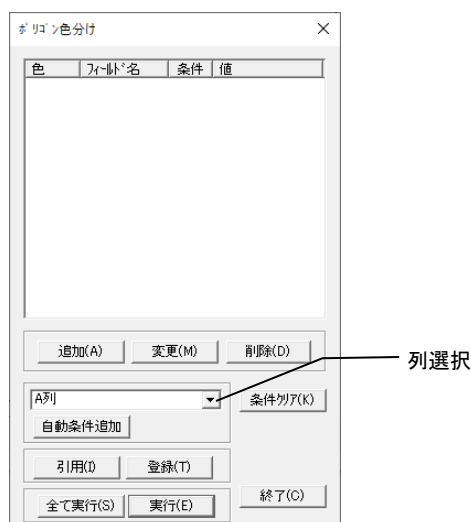 ﾎﾟﾘｺﾞﾝ色分け
色 ﾌｨｰﾙﾄﾞ名 条件 値
追加(A) 変更(M) 削除(D)
列選択
A列 条件ｸﾘｱ(K)
自動条件追加
引用(I) 登録(T)
全て実行(S) 実行(E) 終了(C)